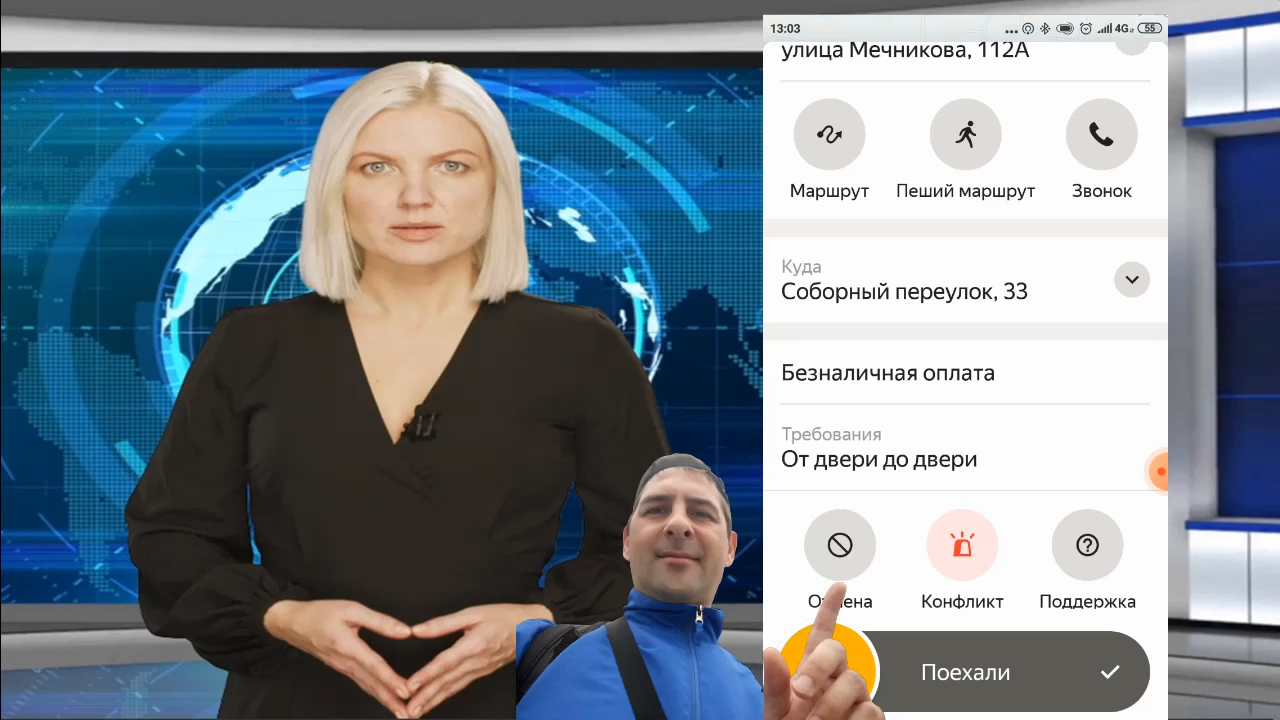 13:03
4G
55
улица Мечникова, 112А
Маршрут
Пеший маршрут
Звонок
Куда
Соборный переулок, 33
Безналичная оплата
Требования
От двери до двери
Отмена
Конфликт
Поддержка
Поехали